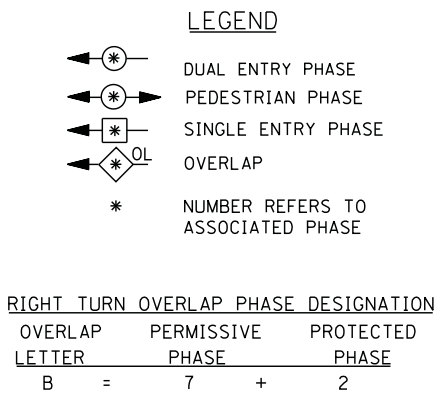 LEGEND
* DUAL ENTRY PHASE
* PEDESTRIAN PHASE
* SINGLE ENTRY PHASE
* OL OVERLAP
* NUMBER REFERS TO
ASSOCIATED PHASE
RIGHT TURN OVERLAP PHASE DESIGNATION
OVERLAP PERMISSIVE PROTECTED
LETTER PHASE PHASE
B = 7 + 2